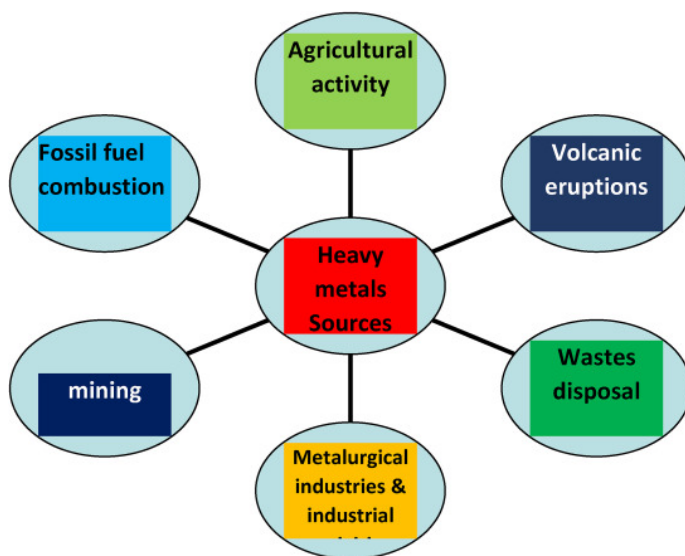 Agricultural
activity
Fossil fuel
combustion
Volcanic
eruptions
Heavy
metals
Sources
mining
Wastes
disposal
Metalurgical
industries &
industrial